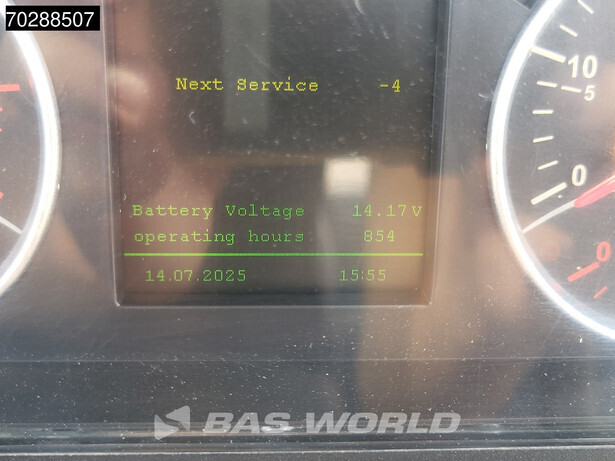 70288507
Next Service -4
10
5
0
0
Battery Voltage 14.17V
operating hours 854
14.07.2025 15:55
BAS WORLD